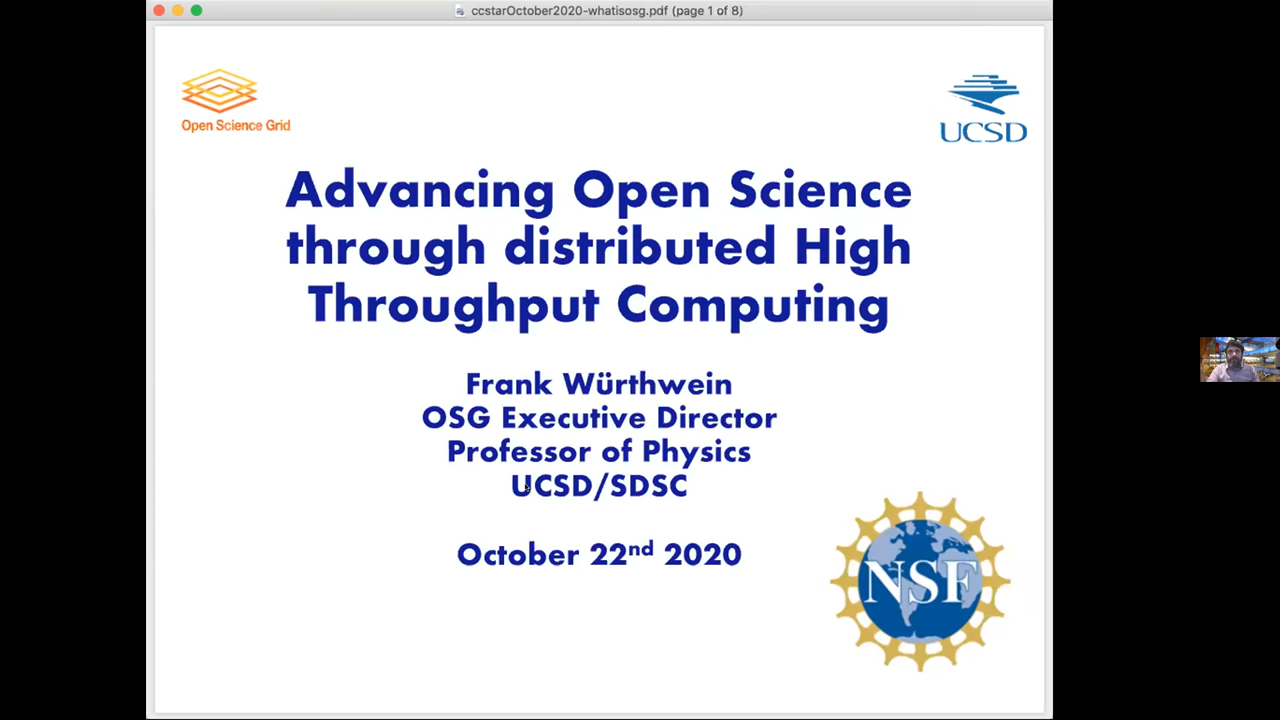 ccstarOctober2020-whatisosg.pdf (page 1 of 8)
Open Science Grid
UCSD
Advancing Open Science
through distributed High
Throughput Computing
Frank Würthwein
OSG Executive Director
Professor of Physics
UCSD/SDSC
October 22nd 2020
NSF